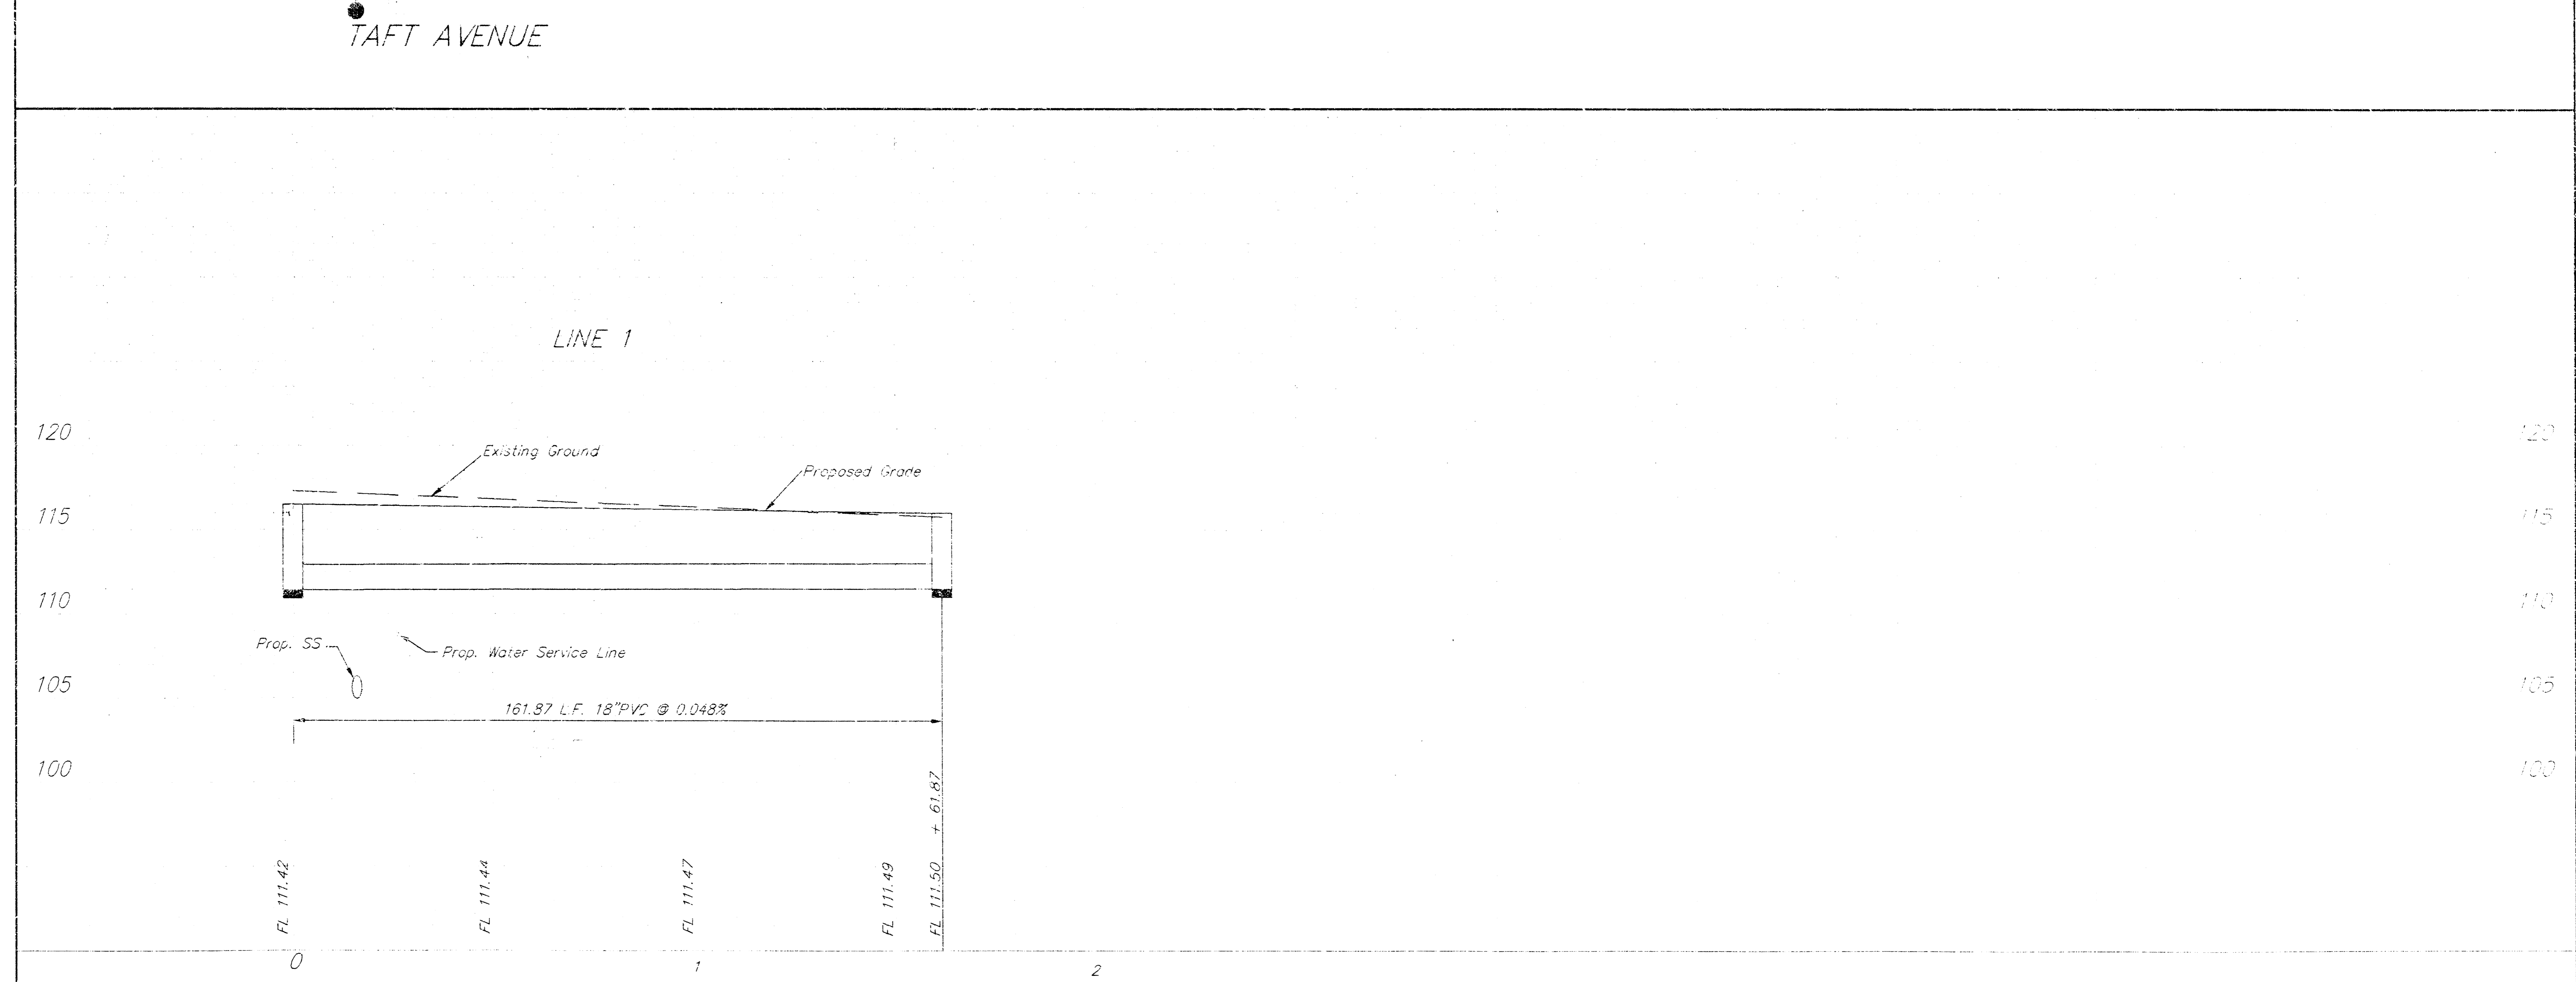 TAFT AVENUE
LINE 1
120
120
Existing Ground
Proposed Grade
115
115
110
110
Prop. SS
Prop. Water Service Line
105
105
161.87 L.F. 18"PVC @ 0.048%
100
100
FL 111.42
FL 111.44
FL 111.47
FL 111.49
FL 111.50 + 61.87
0
1
2